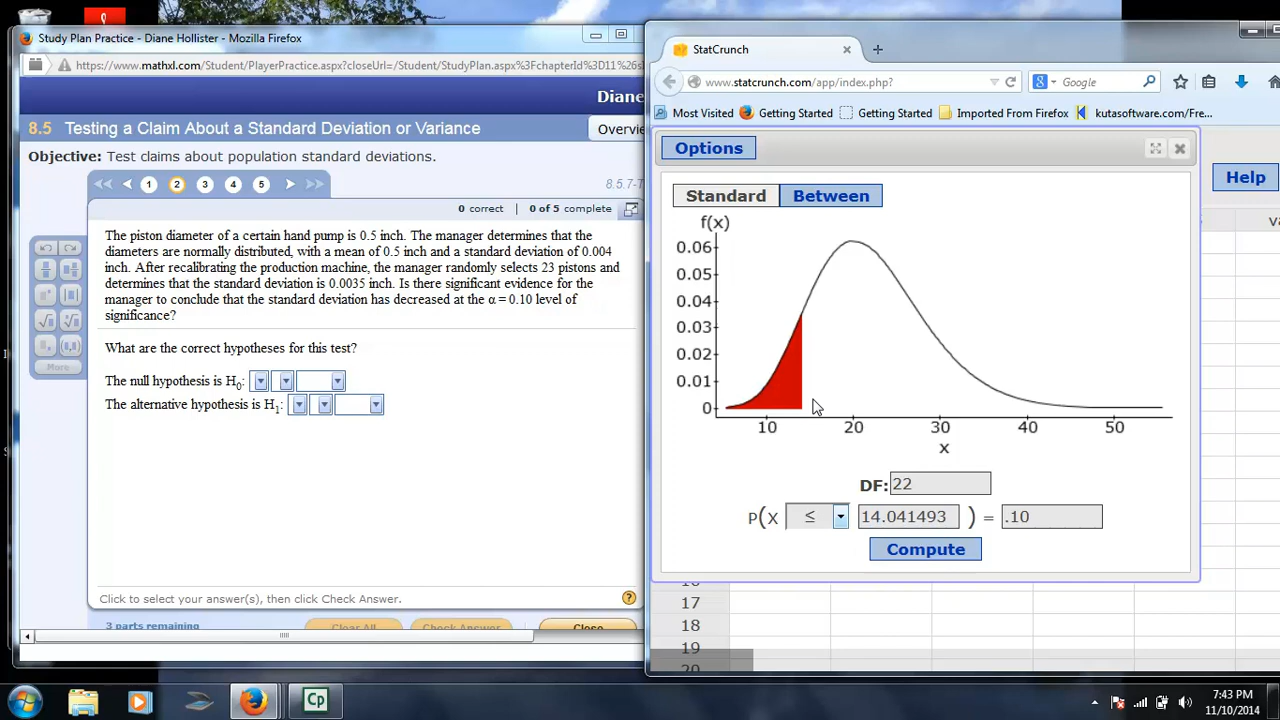 Study Plan Practice - Diane Hollister - Mozilla Firefox
https://www.mathxl.com/Student/PlayerPractice.aspx?closeUrl=/Student/StudyPlan.aspx%3FchapterId%3D11%26s
Diane
8.5 Testing a Claim About a Standard Deviation or Variance
Overvie
Objective: Test claims about population standard deviations.
1 2 3 4 5
8.5.7-7
0 correct | 0 of 5 complete
The piston diameter of a certain hand pump is 0.5 inch. The manager determines that the
diameters are normally distributed, with a mean of 0.5 inch and a standard deviation of 0.004
inch. After recalibrating the production machine, the manager randomly selects 23 pistons and
determines that the standard deviation is 0.0035 inch. Is there significant evidence for the
manager to conclude that the standard deviation has decreased at the α = 0.10 level of
significance?
What are the correct hypotheses for this test?
The null hypothesis is H0:
The alternative hypothesis is H1:
More
Click to select your answer(s), then click Check Answer.
?
3 parts remaining
Clear All
Check Answer
Close
StatCrunch
www.statcrunch.com/app/index.php?
Google
Most Visited
Getting Started
Getting Started
Imported From Firefox
kutasoftware.com/Fre...
Options
Help
Standard
Between
va
f(x)
0.06
0.05
0.04
0.03
0.02
0.01
0
10 20 30 40 50
x
DF: 22
P(X ≤ 14.041493 ) = .10
Compute
17
18
19
20
Cp
7:43 PM
11/10/2014